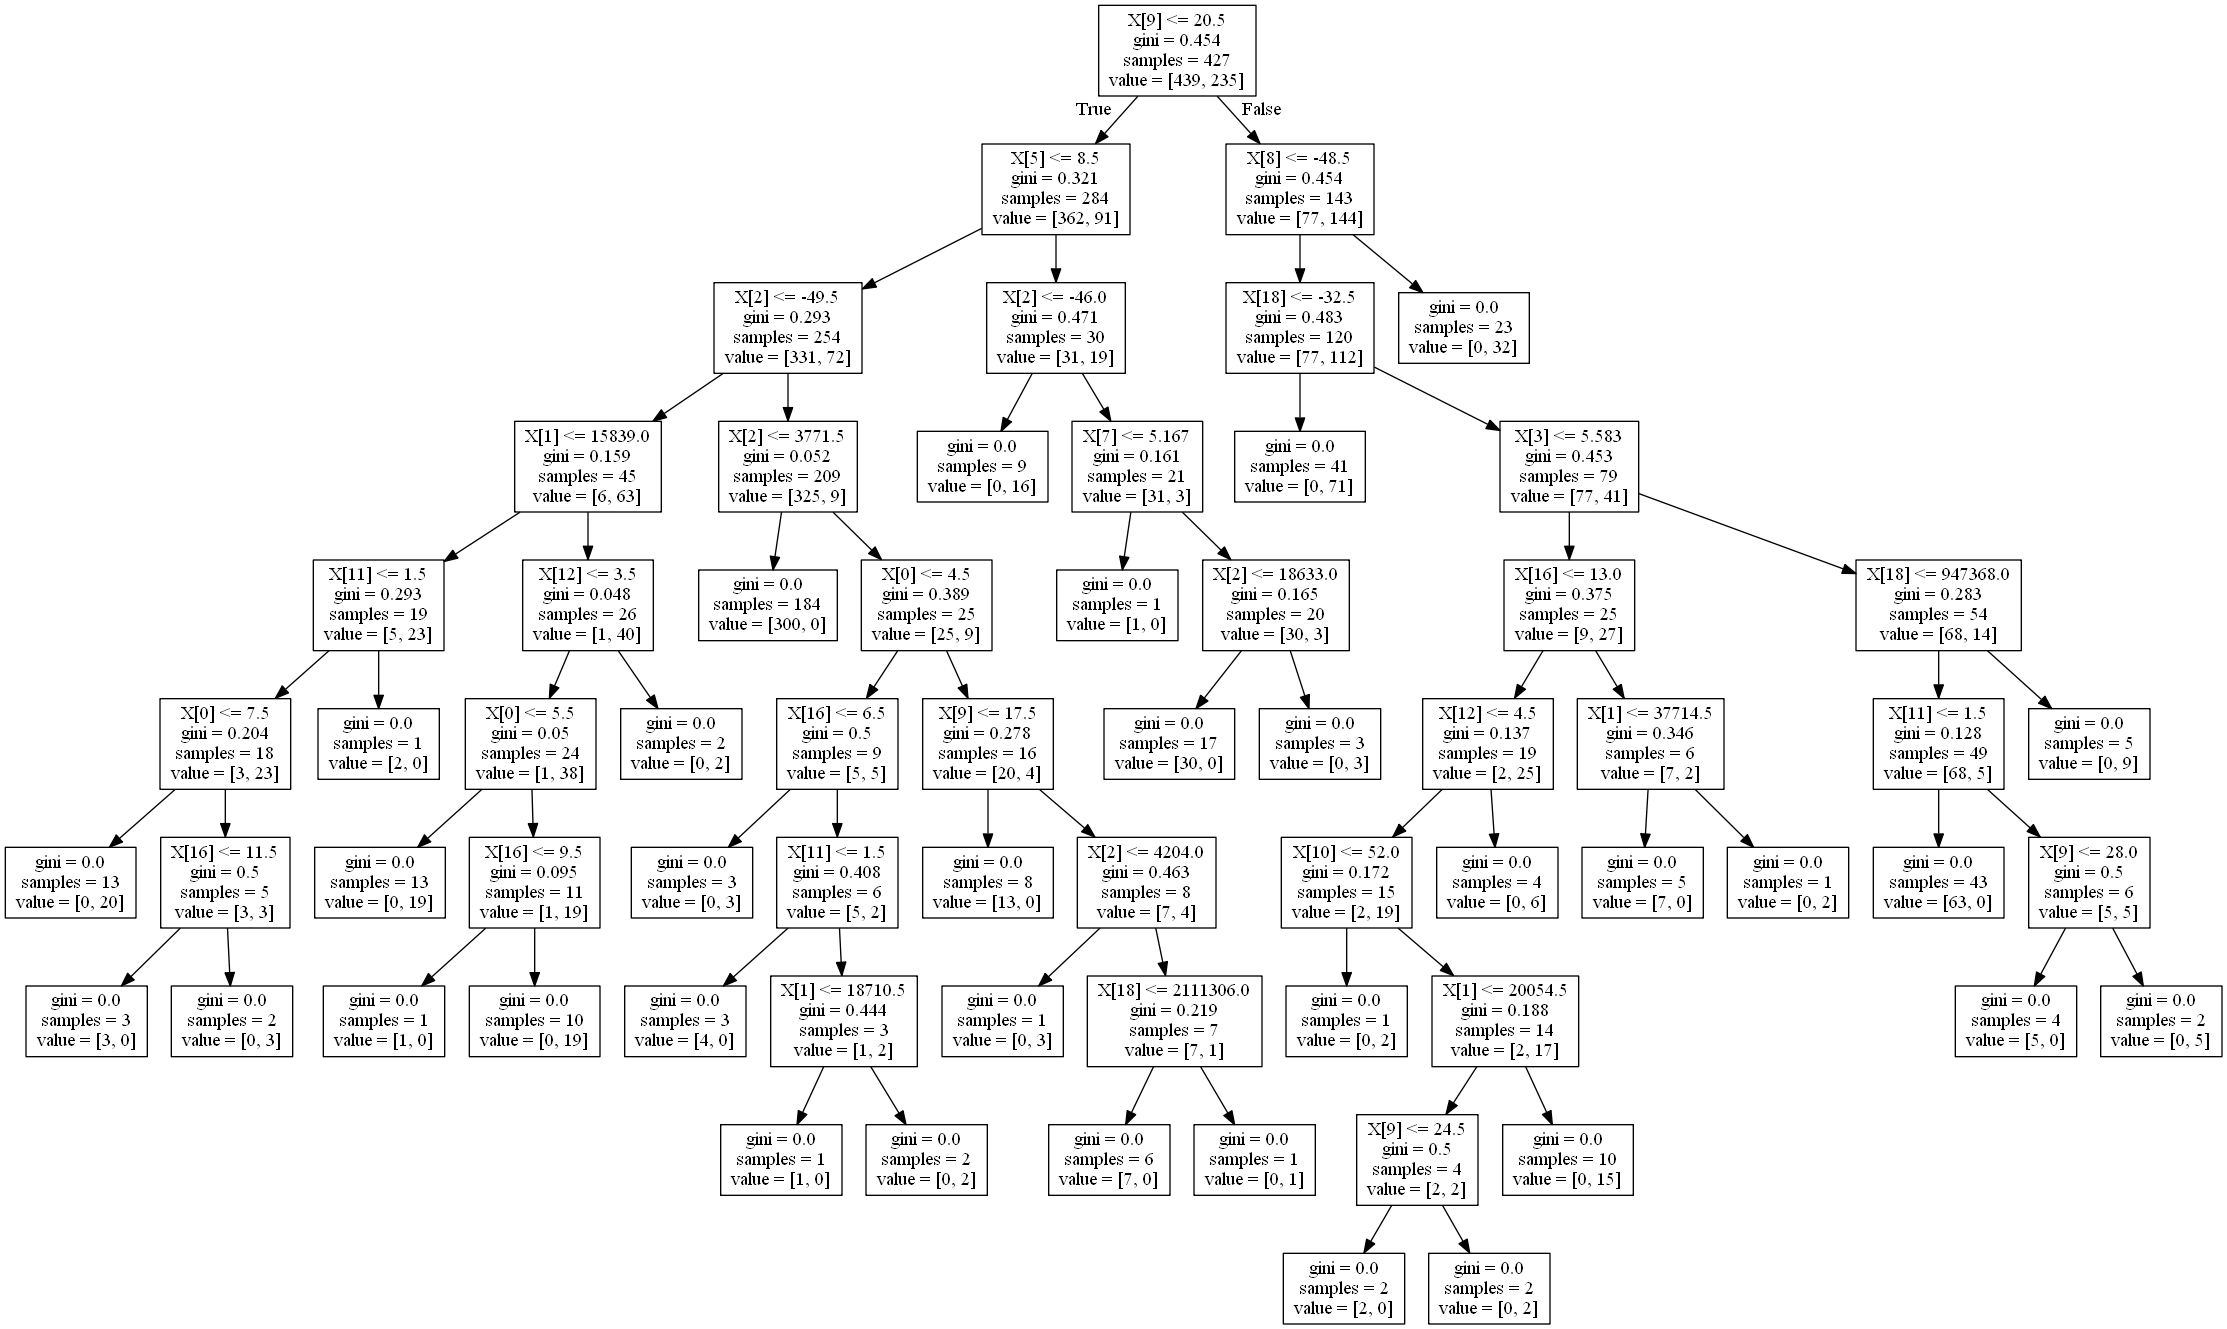 X[9] <= 20.5
gini = 0.454
samples = 427
value = [439, 235]
True
False
X[5] <= 8.5
gini = 0.321
samples = 284
value = [362, 91]
X[8] <= -48.5
gini = 0.454
samples = 143
value = [77, 144]
X[2] <= -49.5
gini = 0.293
samples = 254
value = [331, 72]
X[2] <= -46.0
gini = 0.471
samples = 30
value = [31, 19]
X[18] <= -32.5
gini = 0.483
samples = 120
value = [77, 112]
gini = 0.0
samples = 23
value = [0, 32]
X[1] <= 15839.0
gini = 0.159
samples = 45
value = [6, 63]
X[2] <= 3771.5
gini = 0.052
samples = 209
value = [325, 9]
gini = 0.0
samples = 9
value = [0, 16]
X[7] <= 5.167
gini = 0.161
samples = 21
value = [31, 3]
gini = 0.0
samples = 41
value = [0, 71]
X[3] <= 5.583
gini = 0.453
samples = 79
value = [77, 41]
X[11] <= 1.5
gini = 0.293
samples = 19
value = [5, 23]
X[12] <= 3.5
gini = 0.048
samples = 26
value = [1, 40]
gini = 0.0
samples = 184
value = [300, 0]
X[0] <= 4.5
gini = 0.389
samples = 25
value = [25, 9]
gini = 0.0
samples = 1
value = [1, 0]
X[2] <= 18633.0
gini = 0.165
samples = 20
value = [30, 3]
X[16] <= 13.0
gini = 0.375
samples = 25
value = [9, 27]
X[18] <= 947368.0
gini = 0.283
samples = 54
value = [68, 14]
X[0] <= 7.5
gini = 0.204
samples = 18
value = [3, 23]
gini = 0.0
samples = 1
value = [2, 0]
X[0] <= 5.5
gini = 0.05
samples = 24
value = [1, 38]
gini = 0.0
samples = 2
value = [0, 2]
X[16] <= 6.5
gini = 0.5
samples = 9
value = [5, 5]
X[9] <= 17.5
gini = 0.278
samples = 16
value = [20, 4]
gini = 0.0
samples = 17
value = [30, 0]
gini = 0.0
samples = 3
value = [0, 3]
X[12] <= 4.5
gini = 0.137
samples = 19
value = [2, 25]
X[1] <= 37714.5
gini = 0.346
samples = 6
value = [7, 2]
X[11] <= 1.5
gini = 0.128
samples = 49
value = [68, 5]
gini = 0.0
samples = 5
value = [0, 9]
gini = 0.0
samples = 13
value = [0, 20]
X[16] <= 11.5
gini = 0.5
samples = 5
value = [3, 3]
gini = 0.0
samples = 13
value = [0, 19]
X[16] <= 9.5
gini = 0.095
samples = 11
value = [1, 19]
gini = 0.0
samples = 3
value = [0, 3]
X[11] <= 1.5
gini = 0.408
samples = 6
value = [5, 2]
gini = 0.0
samples = 8
value = [13, 0]
X[2] <= 4204.0
gini = 0.463
samples = 8
value = [7, 4]
X[10] <= 52.0
gini = 0.172
samples = 15
value = [2, 19]
gini = 0.0
samples = 4
value = [0, 6]
gini = 0.0
samples = 5
value = [7, 0]
gini = 0.0
samples = 1
value = [0, 2]
gini = 0.0
samples = 43
value = [63, 0]
X[9] <= 28.0
gini = 0.5
samples = 6
value = [5, 5]
gini = 0.0
samples = 3
value = [3, 0]
gini = 0.0
samples = 2
value = [0, 3]
gini = 0.0
samples = 1
value = [1, 0]
gini = 0.0
samples = 10
value = [0, 19]
gini = 0.0
samples = 3
value = [4, 0]
X[1] <= 18710.5
gini = 0.444
samples = 3
value = [1, 2]
gini = 0.0
samples = 1
value = [0, 3]
X[18] <= 2111306.0
gini = 0.219
samples = 7
value = [7, 1]
gini = 0.0
samples = 1
value = [0, 2]
X[1] <= 20054.5
gini = 0.188
samples = 14
value = [2, 17]
gini = 0.0
samples = 4
value = [5, 0]
gini = 0.0
samples = 2
value = [0, 5]
gini = 0.0
samples = 1
value = [1, 0]
gini = 0.0
samples = 2
value = [0, 2]
gini = 0.0
samples = 6
value = [7, 0]
gini = 0.0
samples = 1
value = [0, 1]
X[9] <= 24.5
gini = 0.5
samples = 4
value = [2, 2]
gini = 0.0
samples = 10
value = [0, 15]
gini = 0.0
samples = 2
value = [2, 0]
gini = 0.0
samples = 2
value = [0, 2]